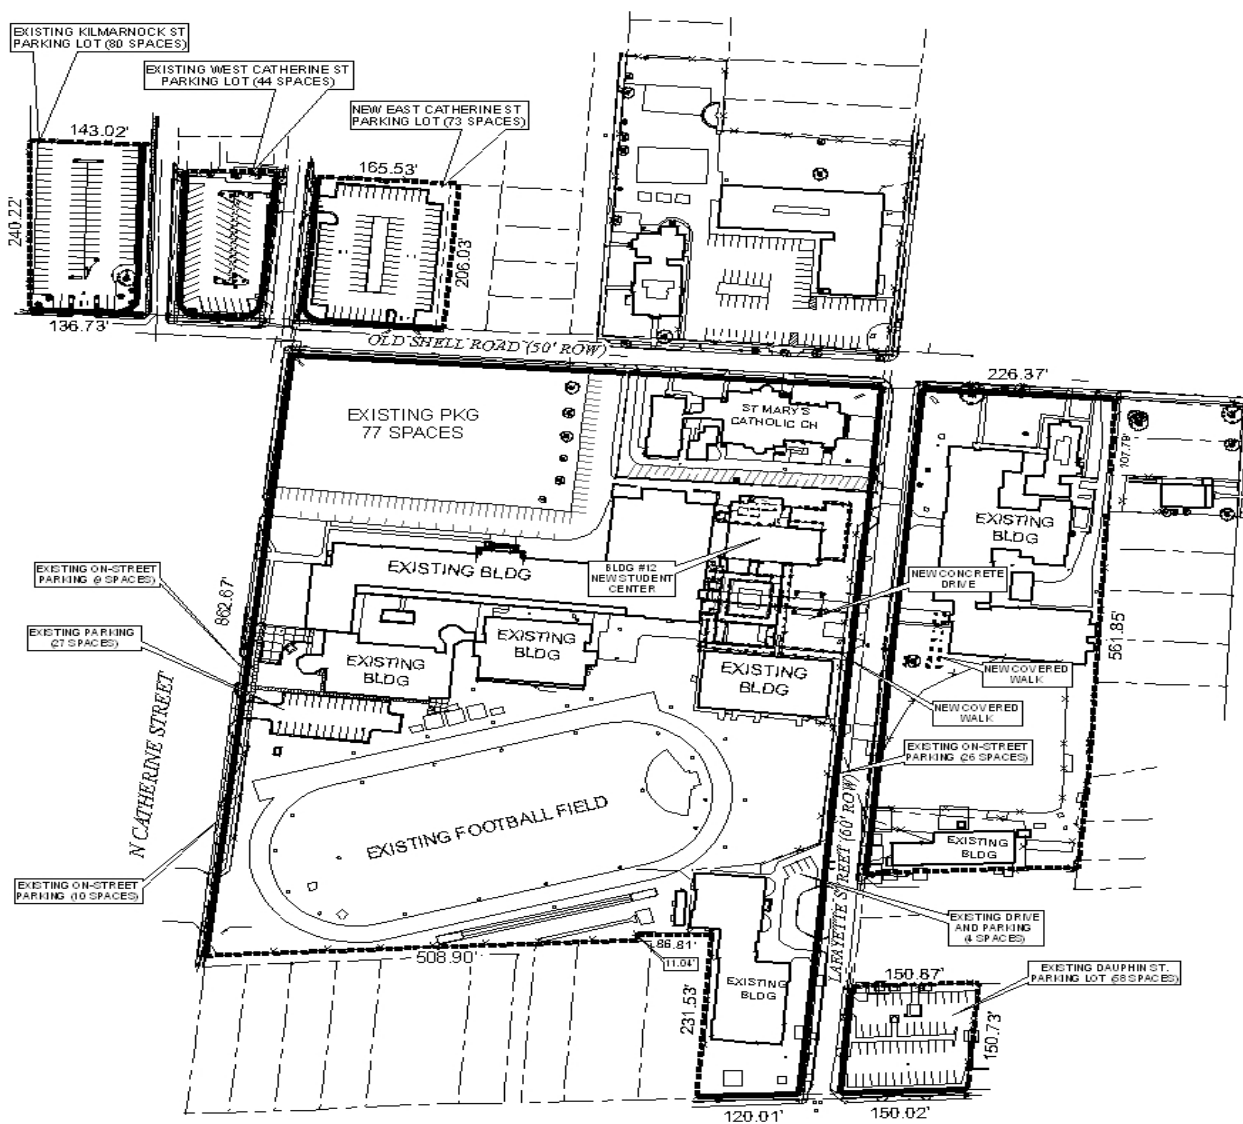 EXISTING KILMARNOCK ST
PARKING LOT (80 SPACES)
EXISTING WEST CATHERINE ST
PARKING LOT (44 SPACES)
NEW EAST CATHERINE ST
PARKING LOT (73 SPACES)
143.02'
165.53'
240.22'
206.03'
136.73'
OLD SHELL ROAD (50' ROW)
226.37'
EXISTING PKG
77 SPACES
ST MARY'S
CATHOLIC CH
107.79'
EXISTING
BLDG
EXISTING ON-STREET
PARKING (9 SPACES)
EXISTING BLDG
BLDG #12
NEW STUDENT
CENTER
NEW CONCRETE
DRIVE
862.67'
561.85'
EXISTING PARKING
(27 SPACES)
EXISTING
BLDG
EXISTING
BLDG
EXISTING
BLDG
NEW COVERED
WALK
NEW COVERED
WALK
N CATHERINE STREET
EXISTING ON-STREET
PARKING (26 SPACES)
EXISTING FOOTBALL FIELD
LAFAYETTE STREET (60' ROW)
EXISTING
BLDG
EXISTING ON-STREET
PARKING (10 SPACES)
EXISTING DRIVE
AND PARKING
(4 SPACES)
508.90'
86.81'
11.04'
EXISTING
BLDG
231.53'
EXISTING DAUPHIN ST.
PARKING LOT (58 SPACES)
150.87'
150.73'
120.01'
150.02'